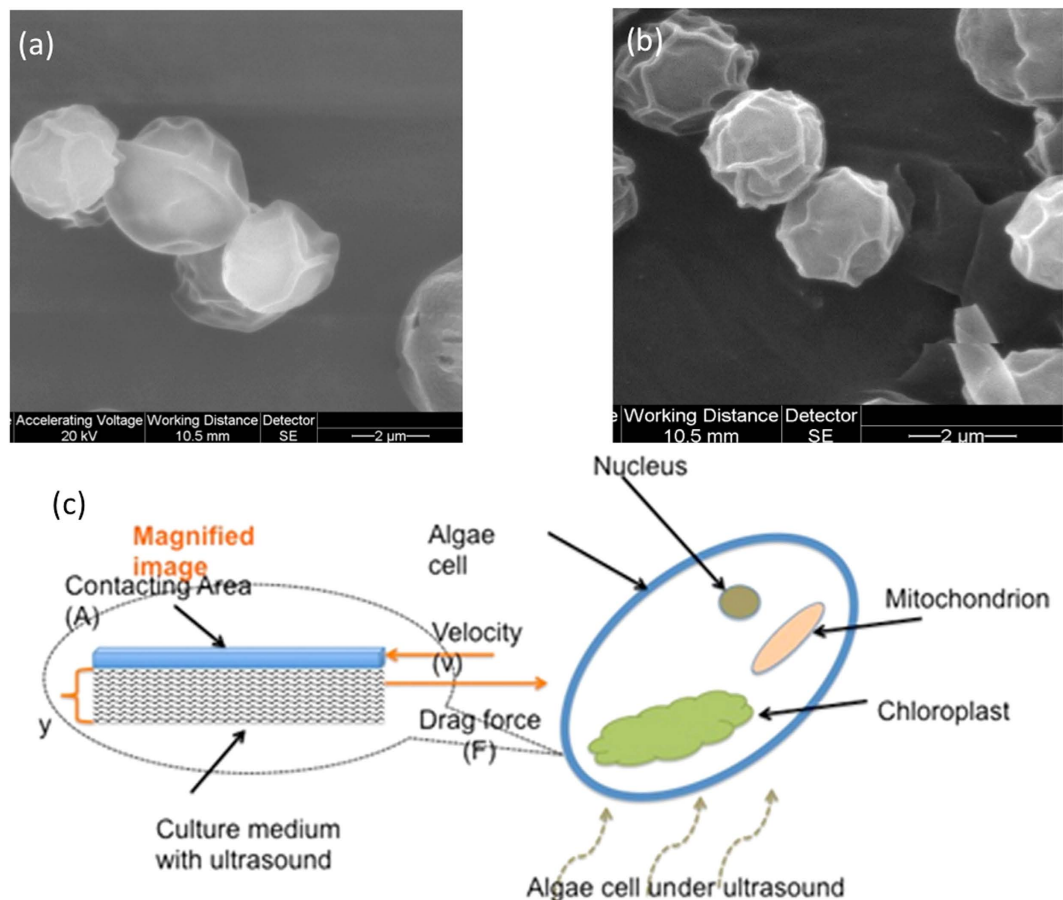 (a)
Accelerating Voltage Working Distance Detector
20 kV 10.5 mm SE 2 µm
(b)
Working Distance Detector
10.5 mm SE 2 µm
(c)
Magnified
image
Contacting Area
(A)
Velocity
(v)
y
Drag force
(F)
Culture medium
with ultrasound
Algae
cell
Nucleus
Mitochondrion
Chloroplast
Algae cell under ultrasound